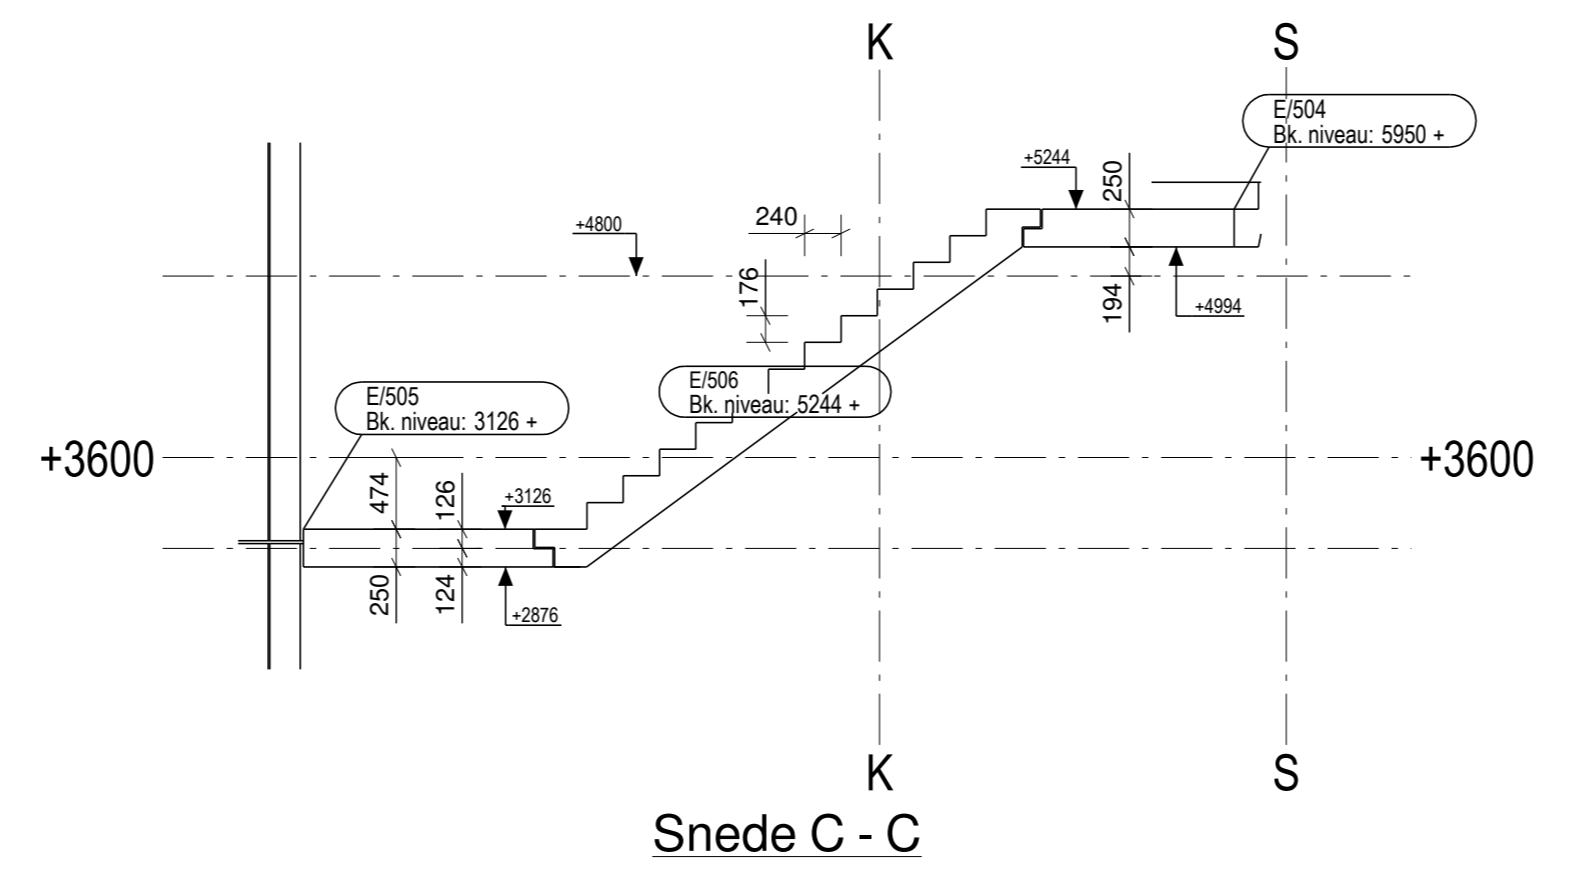 K
S
E/504
Bk. niveau: 5950 +
+5244
250
240
+4800
176
194
+4994
E/505
Bk. niveau: 3126 +
E/506
Bk. niveau: 5244 +
+3600
+3600
474
126
+3126
250
124
+2876
K
S
Snede C - C